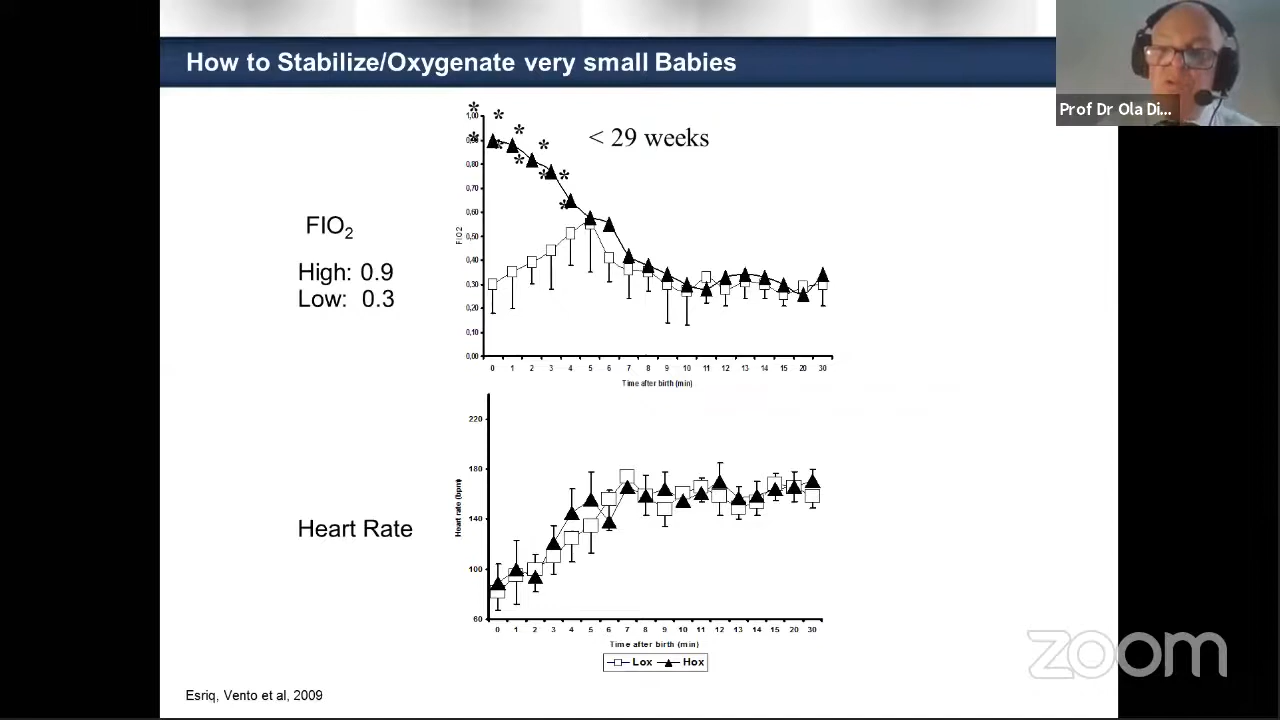 How to Stabilize/Oxygenate very small Babies
Prof Dr Ola Di...
< 29 weeks
FIO2
High: 0.9
Low: 0.3
FIO2
1,00
0,90
0,80
0,70
0,60
0,50
0,40
0,30
0,20
0,10
0,00
0 1 2 3 4 5 6 7 8 9 10 11 12 13 14 15 20 30
Time after birth (min)
Heart Rate
Heart rate (bpm)
220
180
140
100
60
0 1 2 3 4 5 6 7 8 9 10 11 12 13 14 15 20 30
Time after birth (min)
Lox Hox
zoom
Esriq, Vento et al, 2009